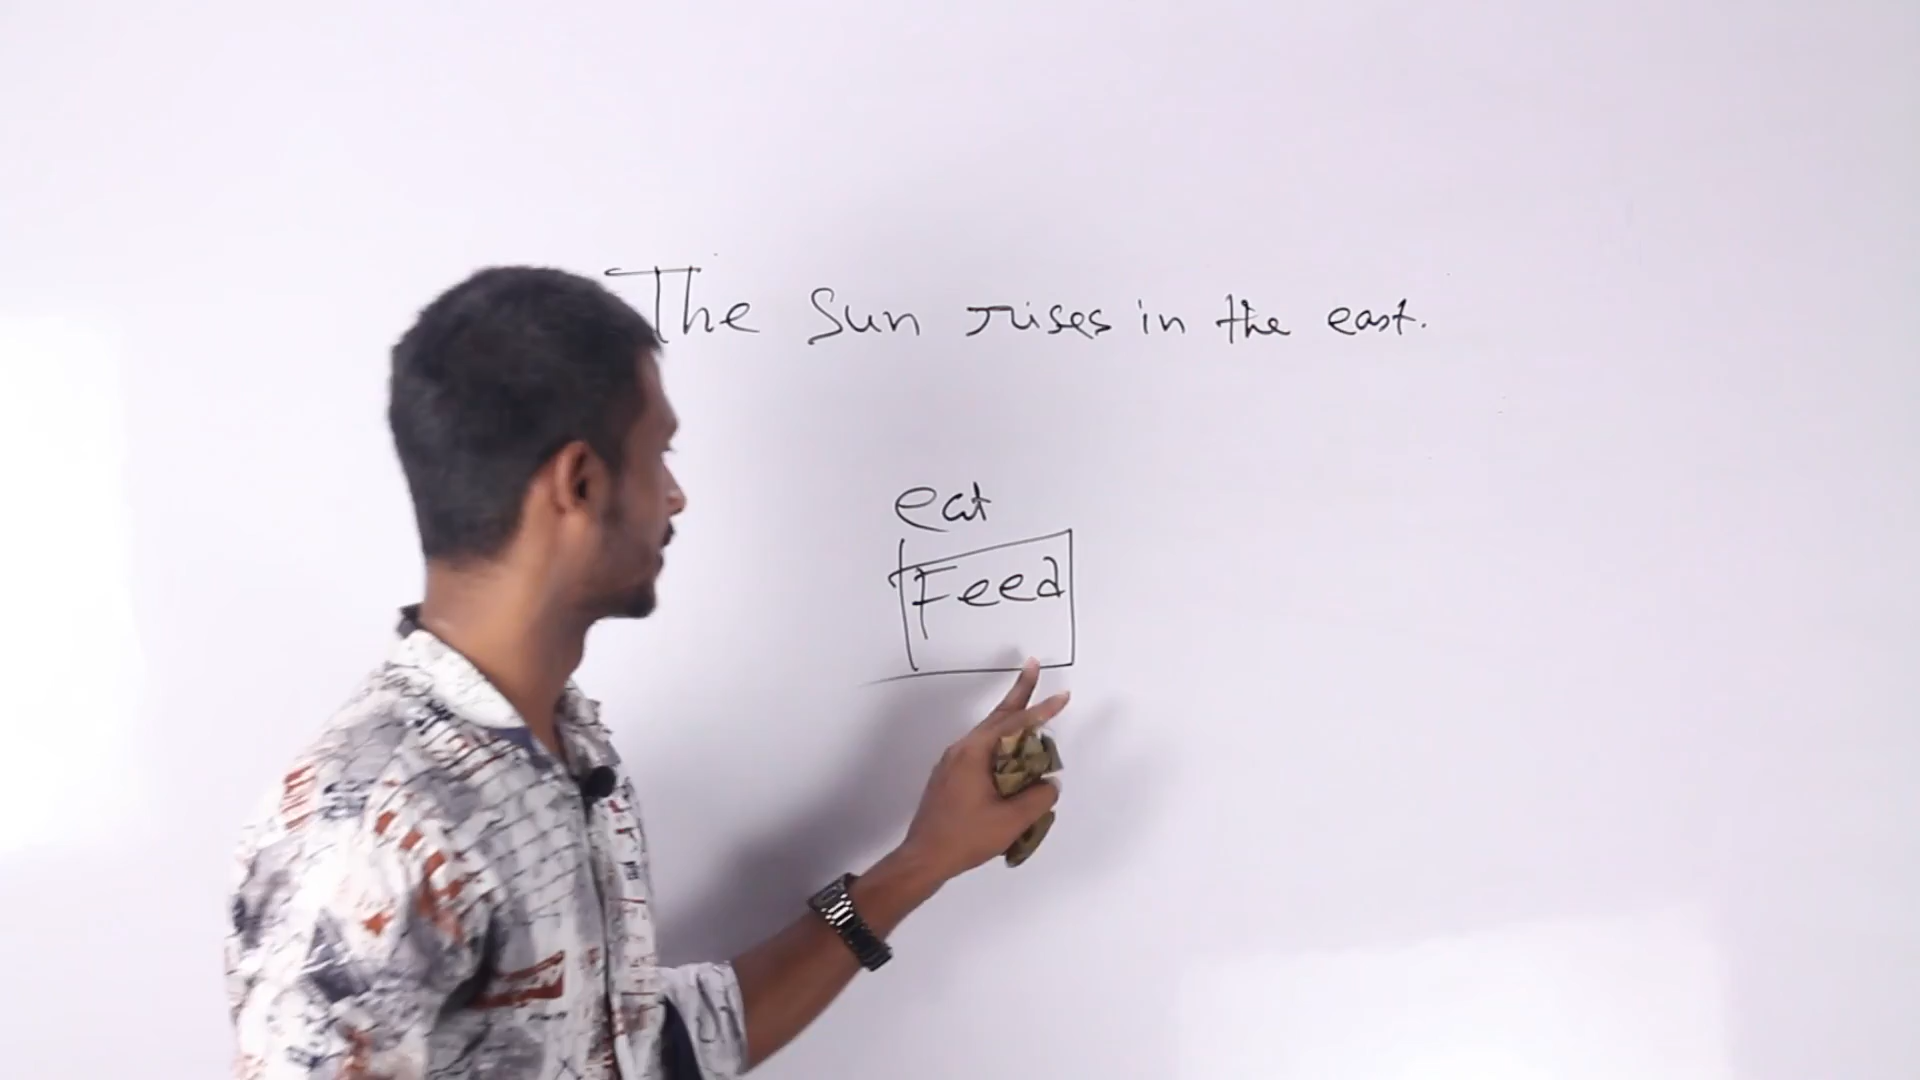 The Sun rises in the east.
eat
Feed